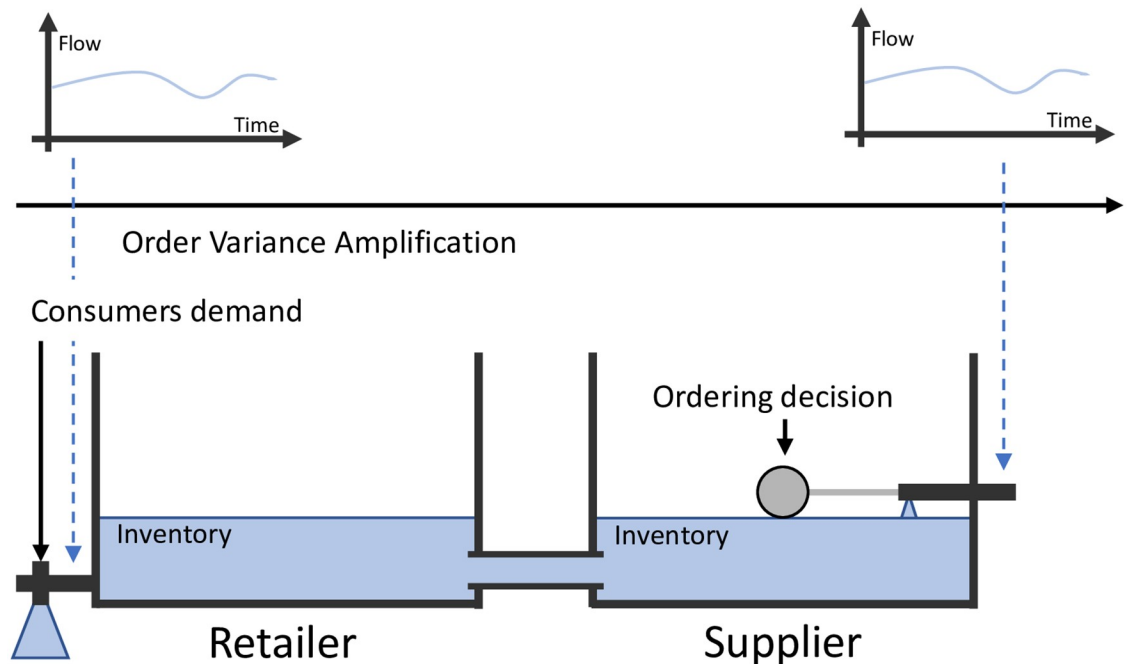 Flow
Time
Flow
Time
Order Variance Amplification
Consumers demand
Ordering decision
Inventory
Inventory
Retailer
Supplier